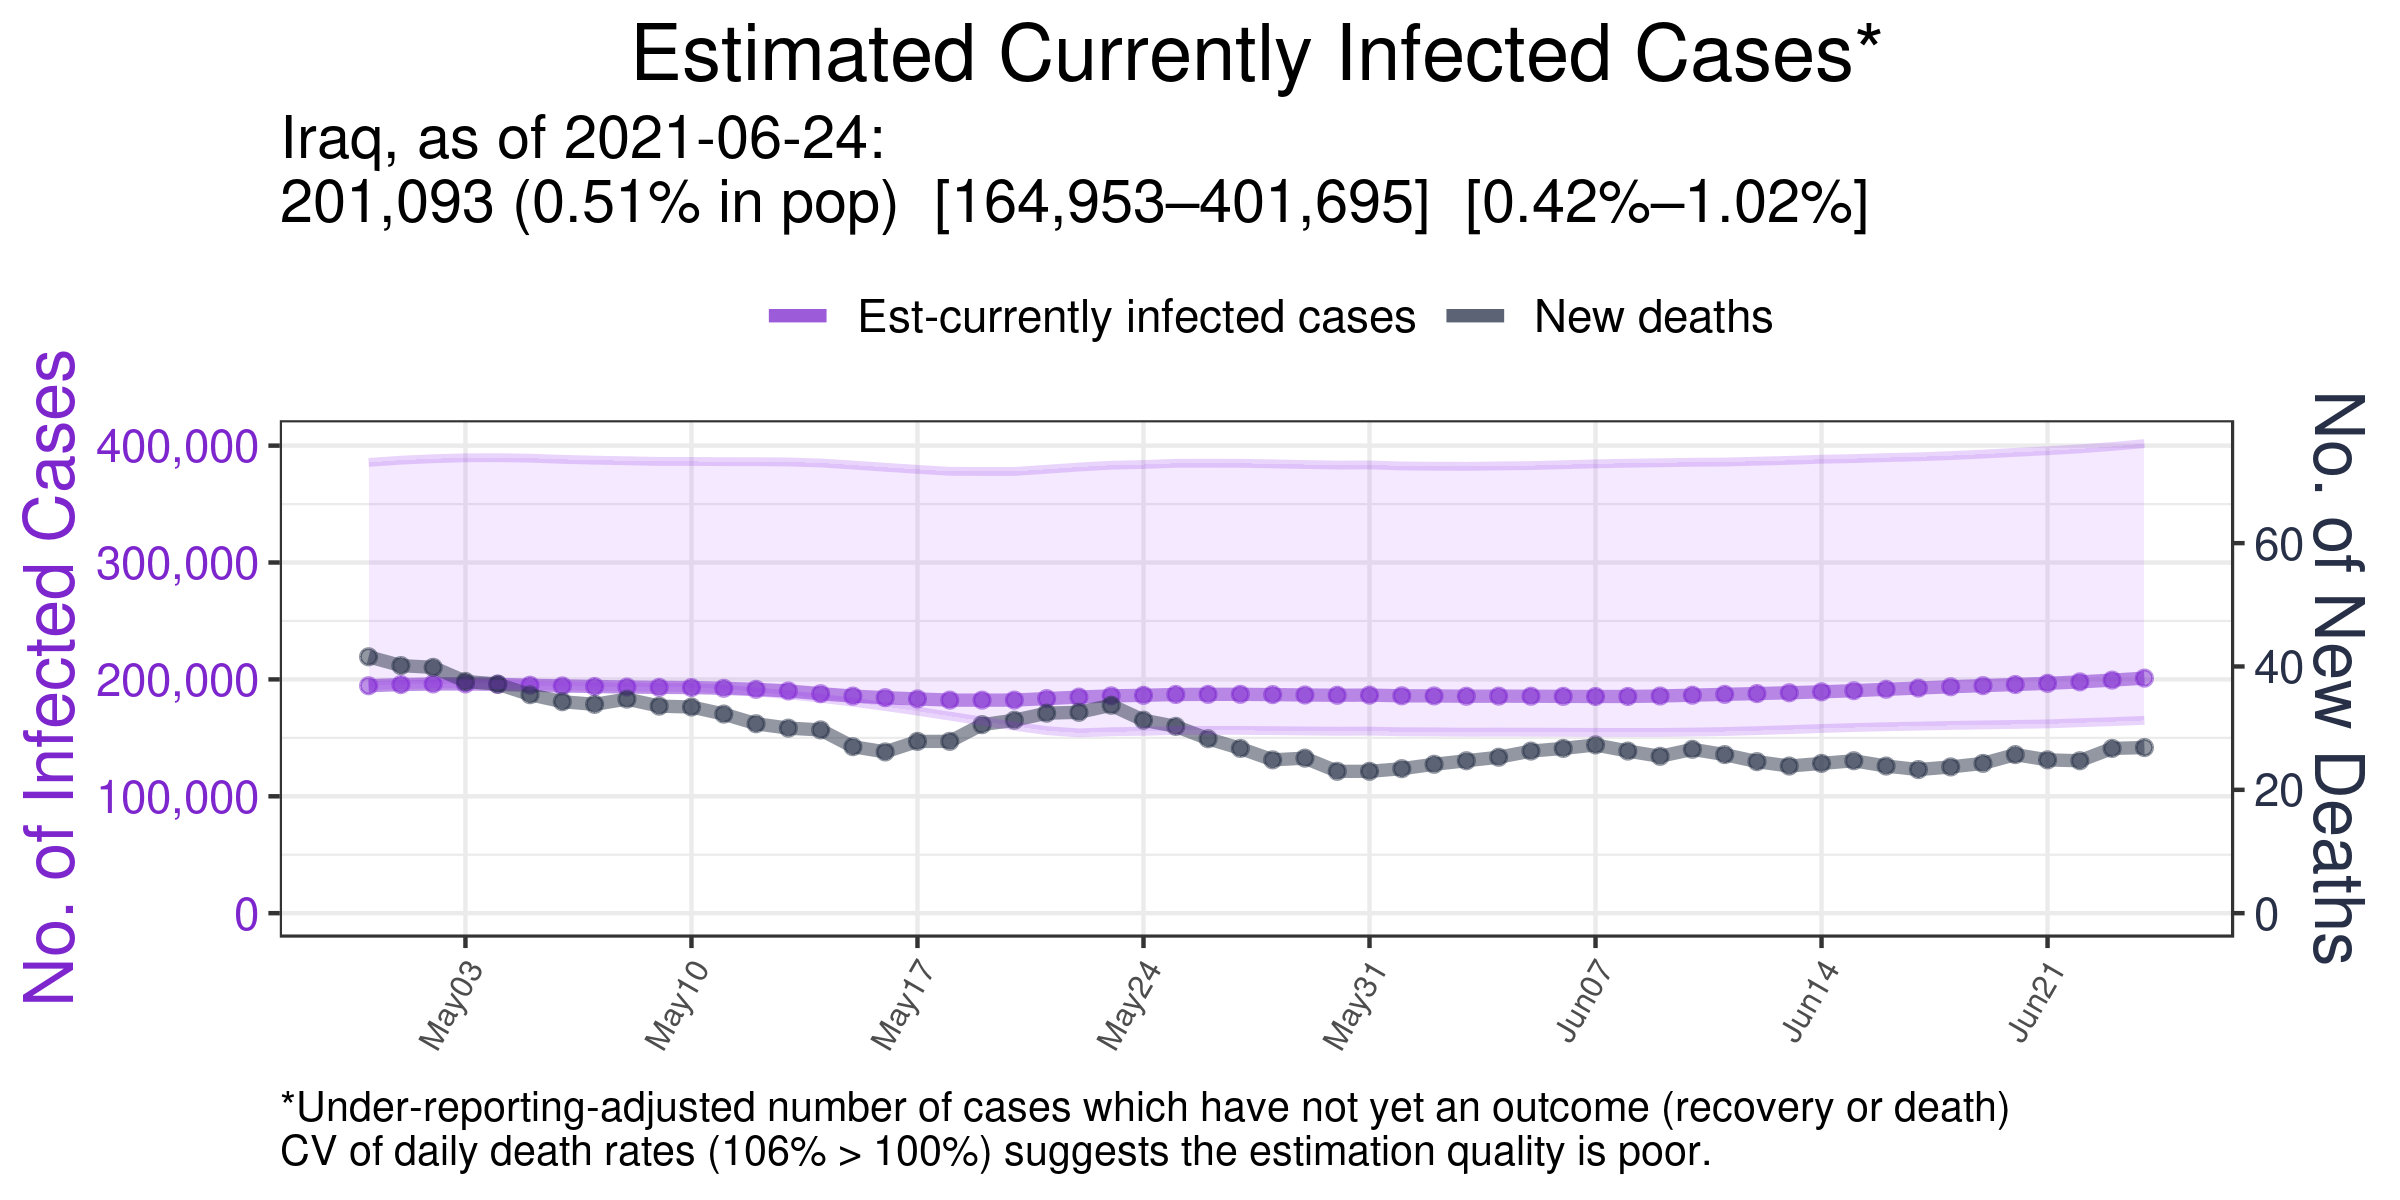 Estimated Currently Infected Cases*
Iraq, as of 2021-06-24:
201,093 (0.51% in pop)  [164,953–401,695]  [0.42%–1.02%]
Est-currently infected cases
New deaths
No. of Infected Cases
400,000
300,000
200,000
100,000
0
No. of New Deaths
60
40
20
0
May03
May10
May17
May24
May31
Jun07
Jun14
Jun21
*Under-reporting-adjusted number of cases which have not yet an outcome (recovery or death)
CV of daily death rates (106% > 100%) suggests the estimation quality is poor.